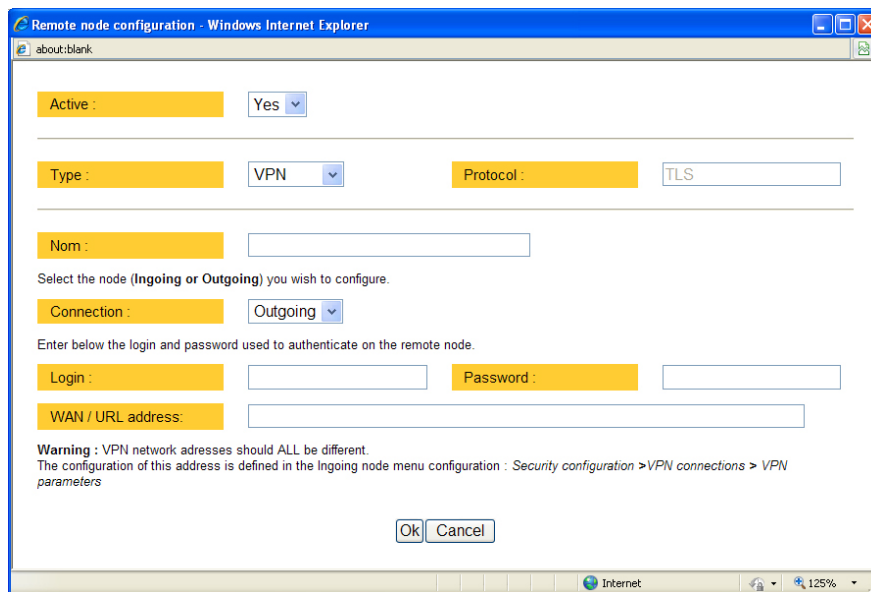 Remote node configuration - Windows Internet Explorer
about:blank
Active :
Yes
Type :
VPN
Protocol :
TLS
Nom :
Select the node (Ingoing or Outgoing) you wish to configure.
Connection :
Outgoing
Enter below the login and password used to authenticate on the remote node.
Login :
Password :
WAN / URL address:
Warning : VPN network adresses should ALL be different.
The configuration of this address is defined in the Ingoing node menu configuration : Security configuration >VPN connections > VPN
parameters
Ok
Cancel
Internet
125%